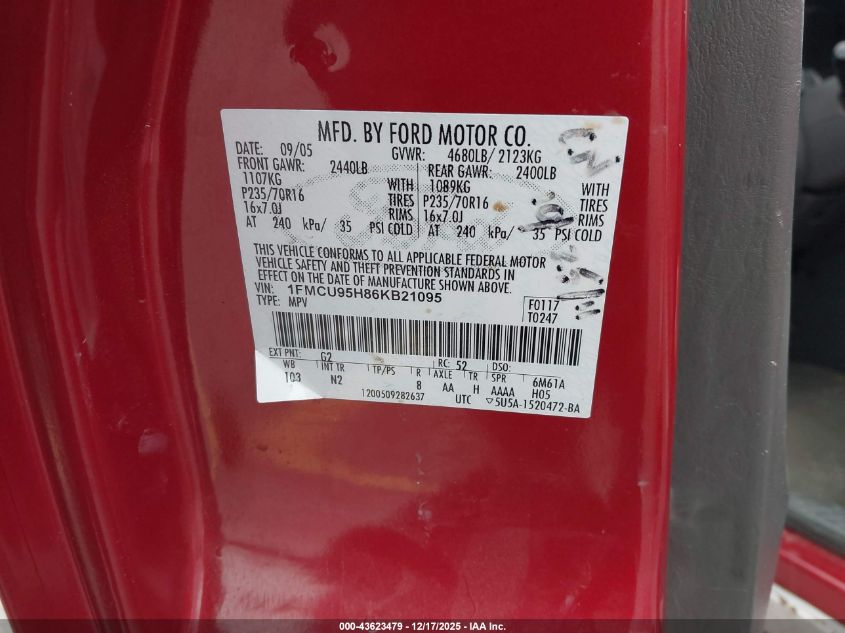 MFD. BY FORD MOTOR CO.
DATE: 09/05 GVWR: 4680LB/ 2123KG
FRONT GAWR: 2440LB REAR GAWR: 2400LB
1107KG WITH 1089KG WITH
P235/70R16 TIRES P235/70R16 TIRES
16x7.0J RIMS 16x7.0J RIMS
AT 240 kPa/ 35 PSI COLD AT 240 kPa/ 35 PSI COLD
THIS VEHICLE CONFORMS TO ALL APPLICABLE FEDERAL MOTOR
VEHICLE SAFETY AND THEFT PREVENTION STANDARDS IN
EFFECT ON THE DATE OF MANUFACTURE SHOWN ABOVE.
VIN: 1FMCU95H86KB21095 F0117
TYPE: MPV T0247
EXT PNT: G2 RC: 52 DSO:
WB INT TR TP/PS R AXLE TR SPR 6M61A
103 N2 8 AA H AAAA H05
1200509282637 UTC ▽5U5A-1520472-BA
000-43623479 - 12/17/2025 - IAA Inc.